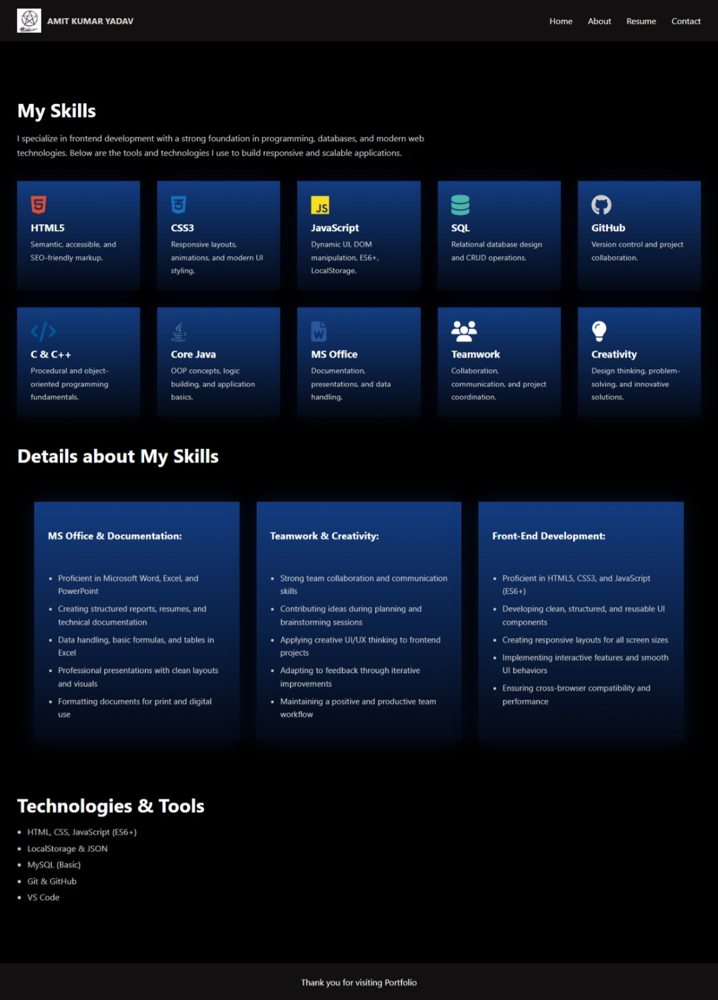 AMIT KUMAR YADAV
Home About Resume Contact
My Skills
I specialize in frontend development with a strong foundation in programming, databases, and modern web
technologies. Below are the tools and technologies I use to build responsive and scalable applications.
5
HTML5
Semantic, accessible, and
SEO-friendly markup.
3
CSS3
Responsive layouts,
animations, and modern UI
styling.
JS
JavaScript
Dynamic UI, DOM
manipulation, ES6+,
LocalStorage.
SQL
Relational database design
and CRUD operations.
GitHub
Version control and project
collaboration.
</>
C & C++
Procedural and object-
oriented programming
fundamentals.
Core Java
OOP concepts, logic
building, and application
basics.
W
MS Office
Documentation,
presentations, and data
handling.
Teamwork
Collaboration,
communication, and project
coordination.
Creativity
Design thinking, problem-
solving, and innovative
solutions.
Details about My Skills
MS Office & Documentation:
• Proficient in Microsoft Word, Excel, and
PowerPoint
• Creating structured reports, resumes, and
technical documentation
• Data handling, basic formulas, and tables in
Excel
• Professional presentations with clean layouts
and visuals
• Formatting documents for print and digital
use
Teamwork & Creativity:
• Strong team collaboration and communication
skills
• Contributing ideas during planning and
brainstorming sessions
• Applying creative UI/UX thinking to frontend
projects
• Adapting to feedback through iterative
improvements
• Maintaining a positive and productive team
workflow
Front-End Development:
• Proficient in HTML5, CSS3, and JavaScript
(ES6+)
• Developing clean, structured, and reusable UI
components
• Creating responsive layouts for all screen sizes
• Implementing interactive features and smooth
UI behaviors
• Ensuring cross-browser compatibility and
performance
Technologies & Tools
• HTML, CSS, JavaScript (ES6+)
• LocalStorage & JSON
• MySQL (Basic)
• Git & GitHub
• VS Code
Thank you for visiting Portfolio